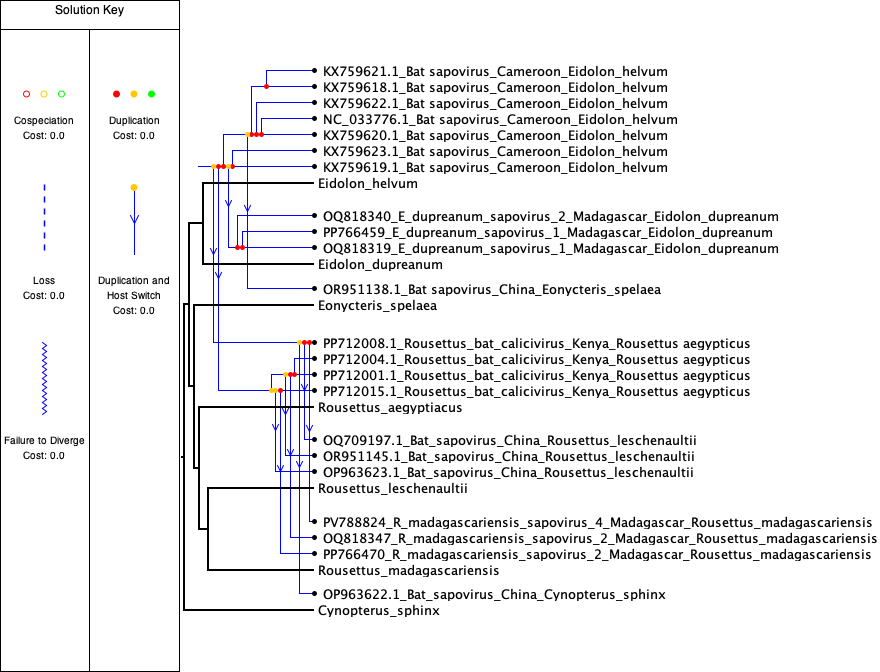 Solution Key
Cospeciation
Cost: 0.0
Duplication
Cost: 0.0
Loss
Cost: 0.0
Duplication and
Host Switch
Cost: 0.0
Failure to Diverge
Cost: 0.0
KX759621.1_Bat sapovirus_Cameroon_Eidolon_helvum
KX759618.1_Bat sapovirus_Cameroon_Eidolon_helvum
KX759622.1_Bat sapovirus_Cameroon_Eidolon_helvum
NC_033776.1_Bat sapovirus_Cameroon_Eidolon_helvum
KX759620.1_Bat sapovirus_Cameroon_Eidolon_helvum
KX759623.1_Bat sapovirus_Cameroon_Eidolon_helvum
KX759619.1_Bat sapovirus_Cameroon_Eidolon_helvum
Eidolon_helvum
OQ818340_E_dupreanum_sapovirus_2_Madagascar_Eidolon_dupreanum
PP766459_E_dupreanum_sapovirus_1_Madagascar_Eidolon_dupreanum
OQ818319_E_dupreanum_sapovirus_1_Madagascar_Eidolon_dupreanum
Eidolon_dupreanum
OR951138.1_Bat sapovirus_China_Eonycteris_spelaea
Eonycteris_spelaea
PP712008.1_Rousettus_bat_calicivirus_Kenya_Rousettus aegypticus
PP712004.1_Rousettus_bat_calicivirus_Kenya_Rousettus aegypticus
PP712001.1_Rousettus_bat_calicivirus_Kenya_Rousettus aegypticus
PP712015.1_Rousettus_bat_calicivirus_Kenya_Rousettus aegypticus
Rousettus_aegyptiacus
OQ709197.1_Bat_sapovirus_China_Rousettus_leschenaultii
OR951145.1_Bat_sapovirus_China_Rousettus_leschenaultii
OP963623.1_Bat_sapovirus_China_Rousettus_leschenaultii
Rousettus_leschenaultii
PV788824_R_madagascariensis_sapovirus_4_Madagascar_Rousettus_madagascariensis
OQ818347_R_madagascariensis_sapovirus_2_Madagascar_Rousettus_madagascariensis
PP766470_R_madagascariensis_sapovirus_2_Madagascar_Rousettus_madagascariensis
Rousettus_madagascariensis
OP963622.1_Bat_sapovirus_China_Cynopterus_sphinx
Cynopterus_sphinx